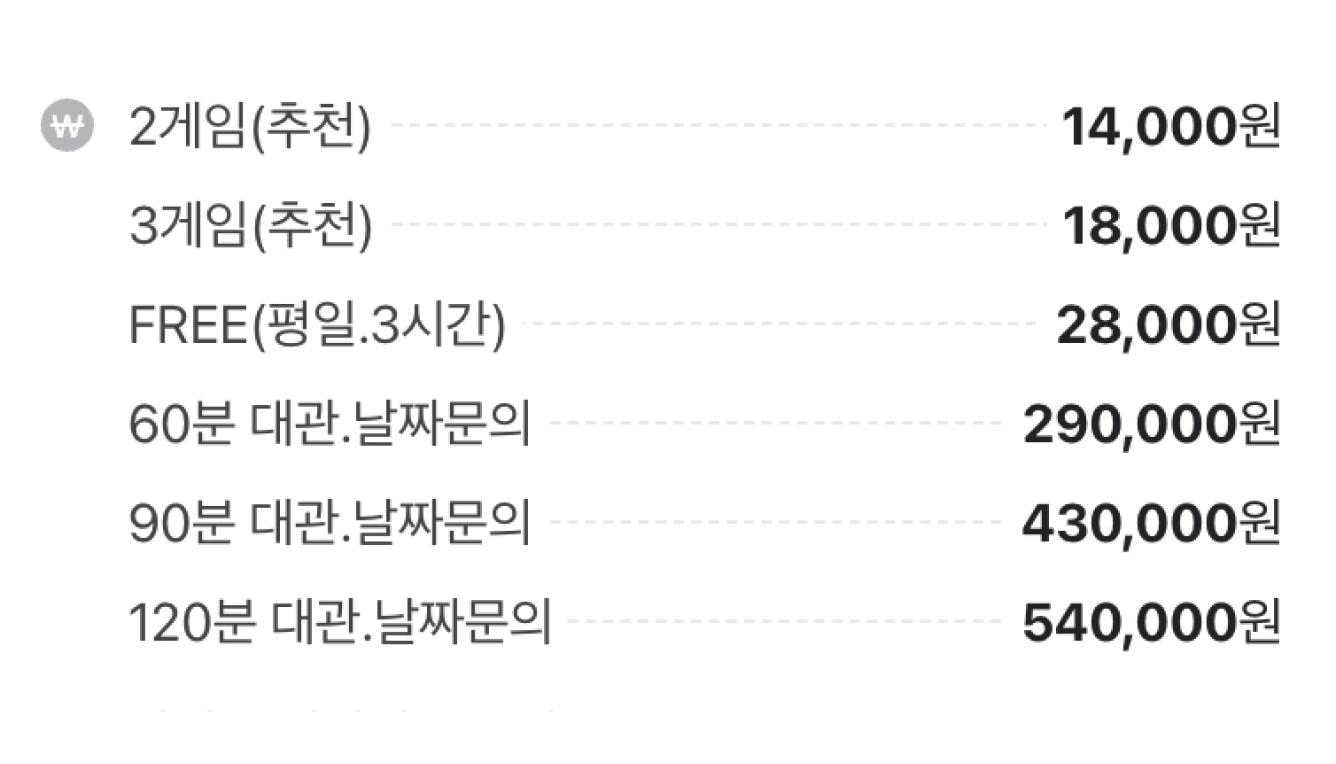 ₩ 2게임(추천) 14,000원
3게임(추천) 18,000원
FREE(평일.3시간) 28,000원
60분 대관.날짜문의 290,000원
90분 대관.날짜문의 430,000원
120분 대관.날짜문의 540,000원